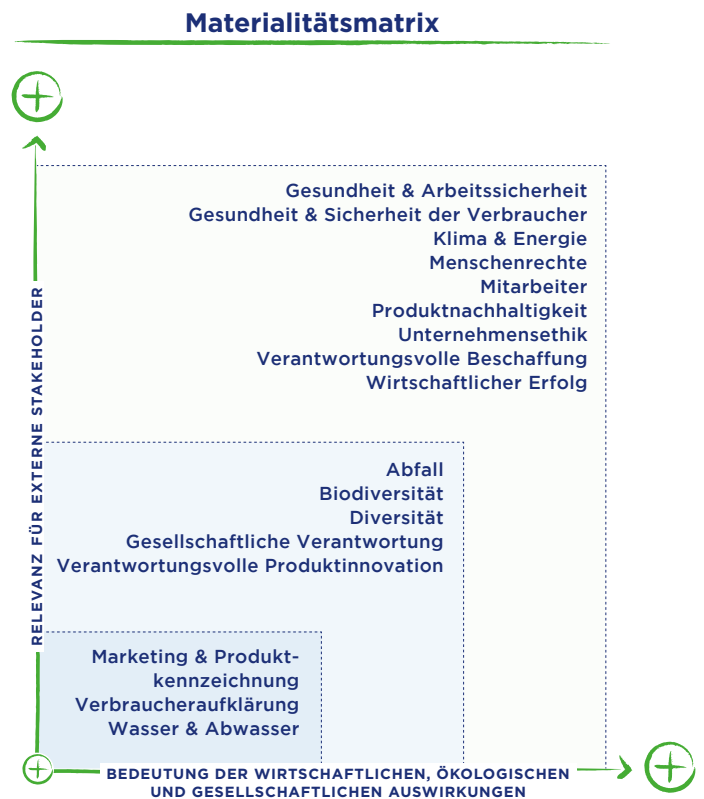 Materialitätsmatrix
Gesundheit & Arbeitssicherheit
Gesundheit & Sicherheit der Verbraucher
Klima & Energie
Menschenrechte
Mitarbeiter
Produktnachhaltigkeit
Unternehmensethik
Verantwortungsvolle Beschaffung
Wirtschaftlicher Erfolg
RELEVANZ FÜR EXTERNE STAKEHOLDER
Abfall
Biodiversität
Diversität
Gesellschaftliche Verantwortung
Verantwortungsvolle Produktinnovation
Marketing & Produkt-
kennzeichnung
Verbraucheraufklärung
Wasser & Abwasser
BEDEUTUNG DER WIRTSCHAFTLICHEN, ÖKOLOGISCHEN
UND GESELLSCHAFTLICHEN AUSWIRKUNGEN